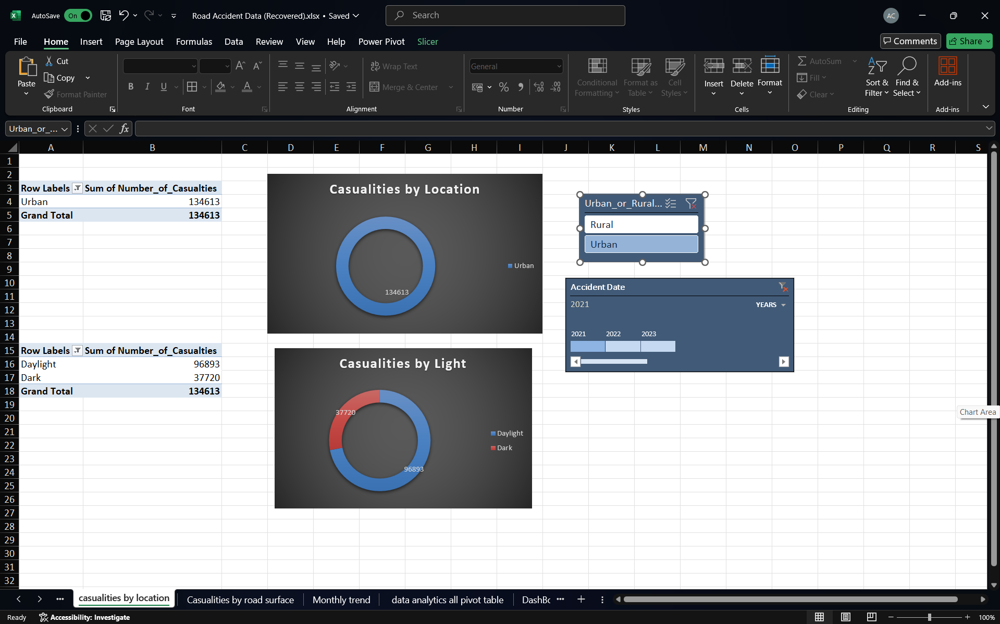 AutoSave On Road Accident Data (Recovered).xlsx • Saved Search AC
File Home Insert Page Layout Formulas Data Review View Help Power Pivot Slicer Comments Share
Paste Cut Copy Format Painter Clipboard
B I U A A A Font
ab Wrap Text Merge & Center Alignment
General % Number
Conditional Formatting Format as Table Cell Styles Styles
Insert Delete Format Cells
AutoSum Fill Clear Sort & Filter Find & Select Editing
Add-ins Add-ins
Urban_or_... fx
A B C D E F G H I J K L M N O P Q R S
1
2
3 Row Labels Sum of Number_of_Casualties
4 Urban 134613
5 Grand Total 134613
6
7
8
9
10
11
12
13
14
15 Row Labels Sum of Number_of_Casualties
16 Daylight 96893
17 Dark 37720
18 Grand Total 134613
19
20
21
22
23
24
25
26
27
28
29
30
31
32
Casualities by Location
134613
Urban
Casualities by Light
37720
96893
Daylight
Dark
Urban_or_Rural...
Rural
Urban
Accident Date
2021 YEARS
2021 2022 2023
Chart Area
casualities by location Casualities by road surface Monthly trend data analytics all pivot table DashBc
Ready Accessibility: Investigate 100%